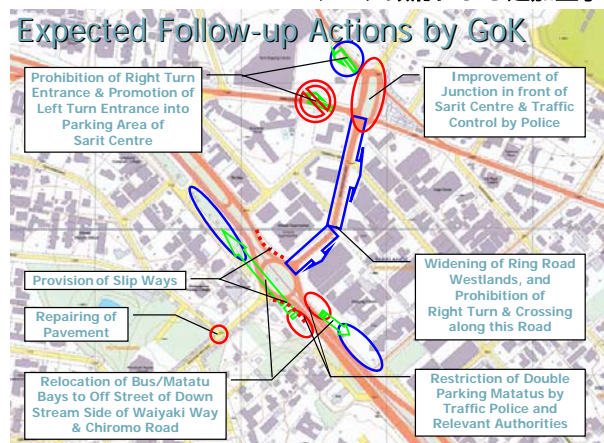 Expected Follow-up Actions by GoK
Prohibition of Right Turn
Entrance & Promotion of
Left Turn Entrance into
Parking Area of
Sarit Centre
Improvement of
Junction in front of
Sarit Centre & Traffic
Control by Police
Provision of Slip Ways
Repairing of
Pavement
Widening of Ring Road
Westlands, and
Prohibition of
Right Turn & Crossing
along this Road
Relocation of Bus/Matatu
Bays to Off Street of Down
Stream Side of Waiyaki Way
& Chiromo Road
Restriction of Double
Parking Matatus by
Traffic Police and
Relevant Authorities